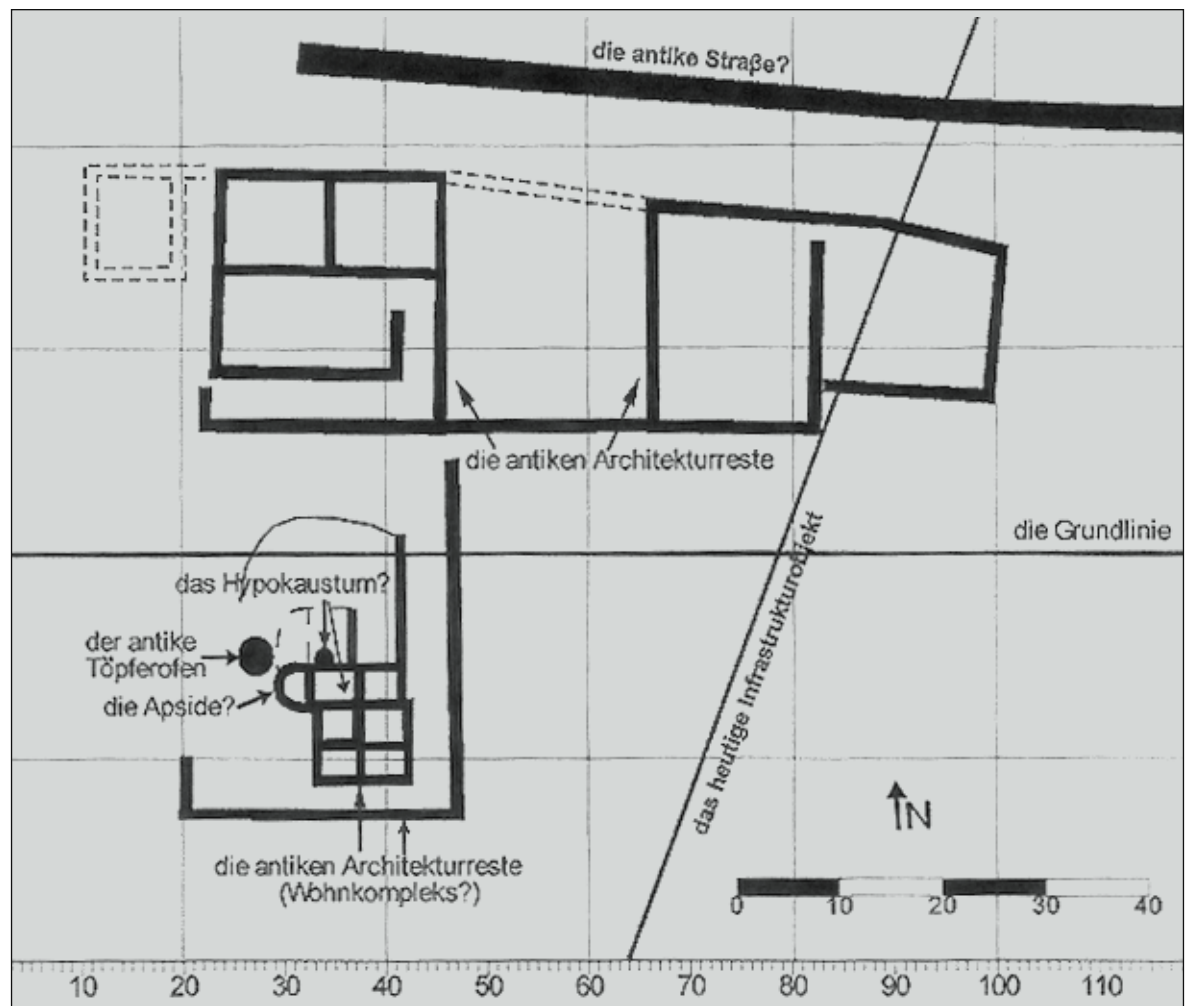 die antike Straße?
die antiken Architekturreste
die Grundlinie
das Hypokaustum?
der antike
Töpferofen
die Apside?
das heutige Infrastrukturobjekt
N
die antiken Architekturreste
(Wohnkompleks?)
0 10 20 30 40
10 20 30 40 50 60 70 80 90 100 110